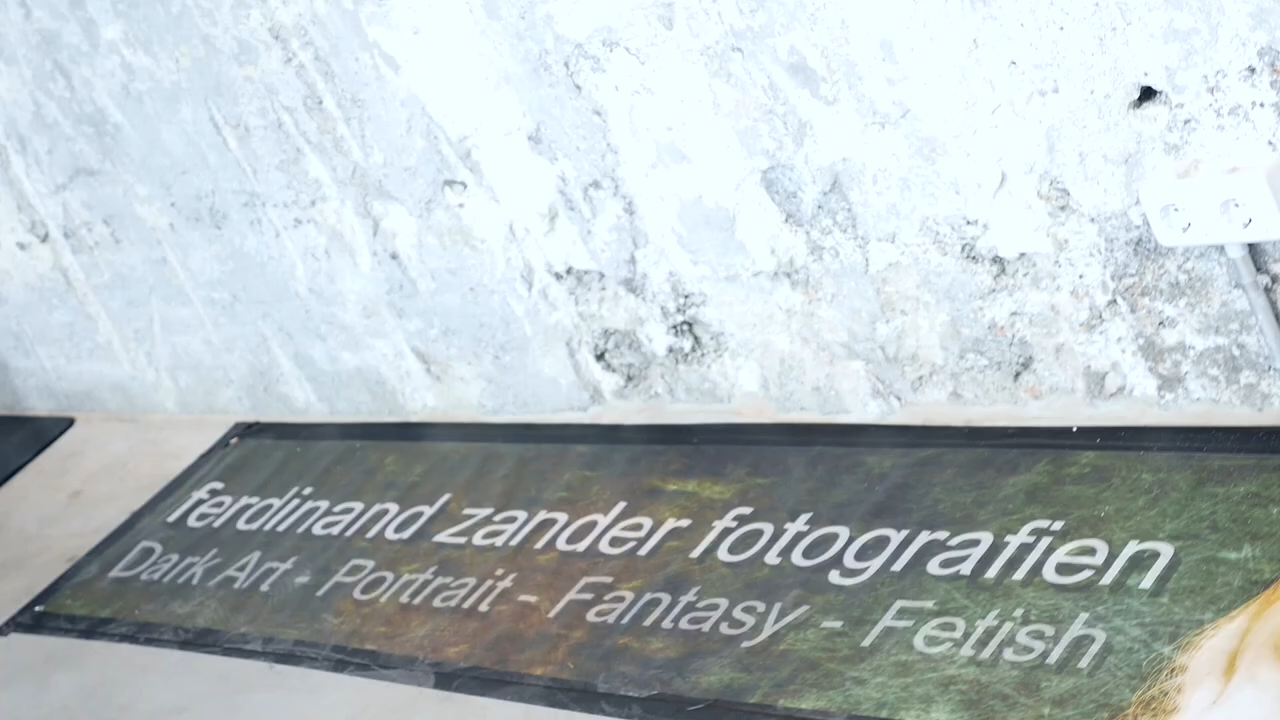 ferdinand zander fotografien
Dark Art - Portrait - Fantasy - Fetish